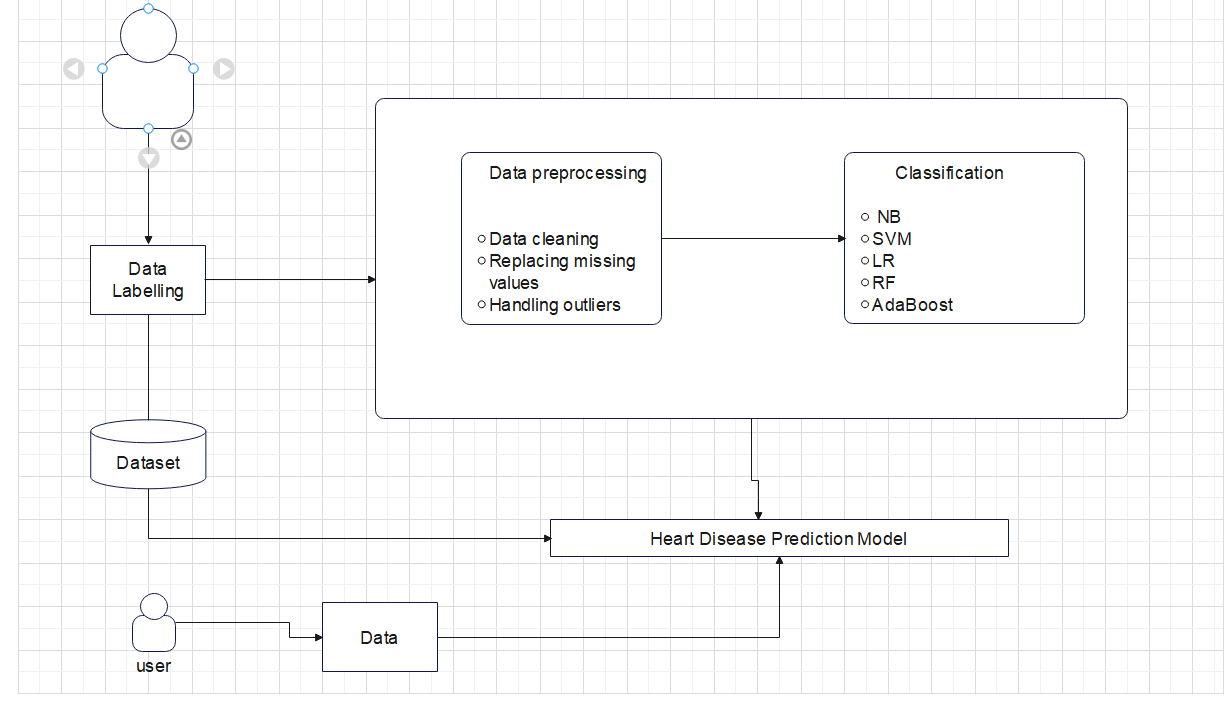 Data preprocessing
Data cleaning
Replacing missing
values
Handling outliers
Classification
NB
SVM
LR
RF
AdaBoost
Data
Labelling
Dataset
Heart Disease Prediction Model
Data
user